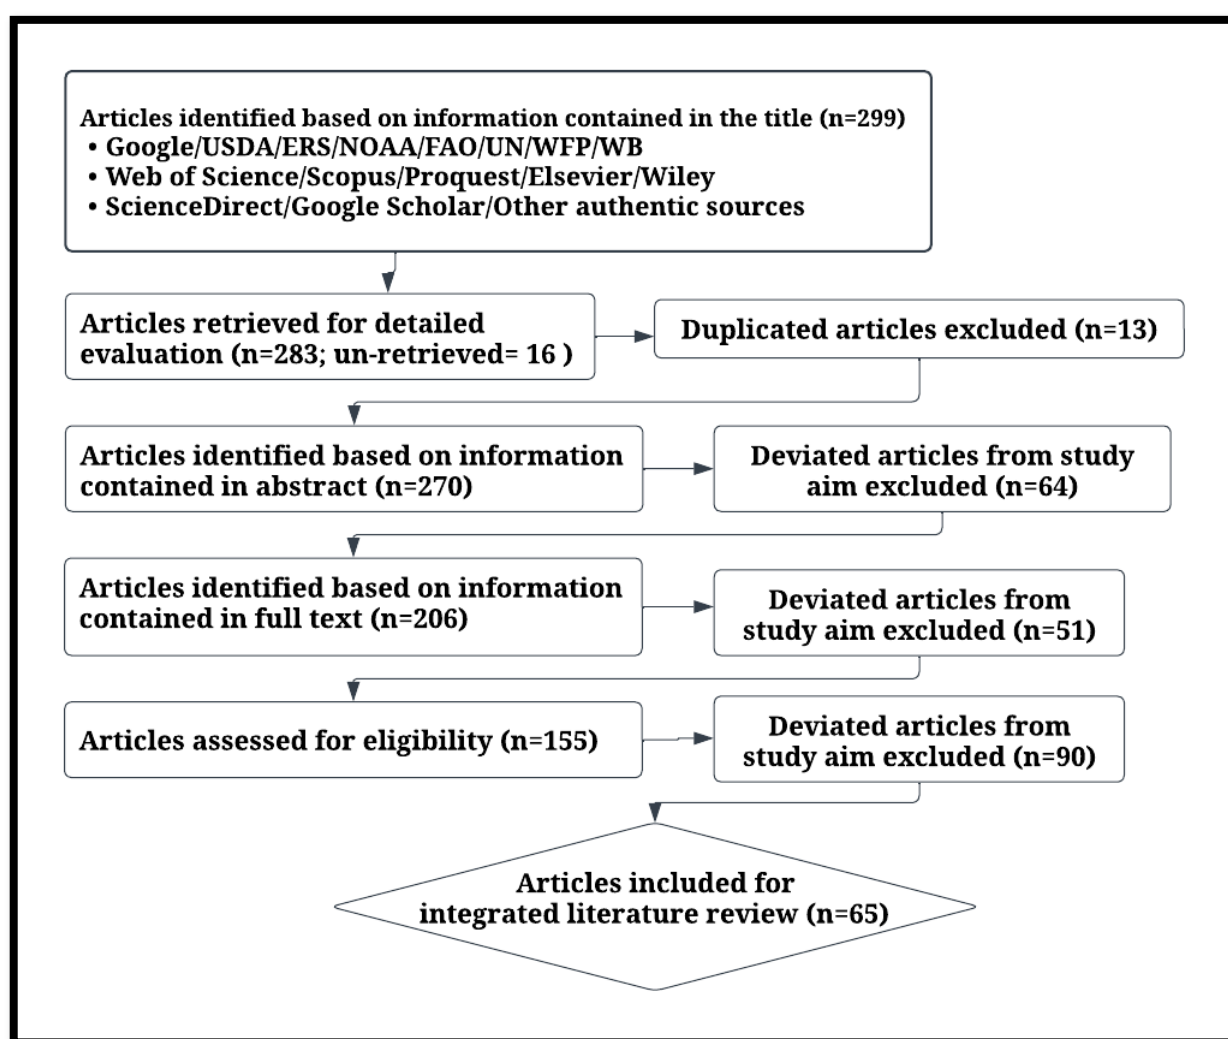 Articles identified based on information contained in the title (n=299)
• Google/USDA/ERS/NOAA/FAO/UN/WFP/WB
• Web of Science/Scopus/Proquest/Elsevier/Wiley
• ScienceDirect/Google Scholar/Other authentic sources
Articles retrieved for detailed
evaluation (n=283; un-retrieved= 16 )
Duplicated articles excluded (n=13)
Articles identified based on information
contained in abstract (n=270)
Deviated articles from study
aim excluded (n=64)
Articles identified based on information
contained in full text (n=206)
Deviated articles from
study aim excluded (n=51)
Articles assessed for eligibility (n=155)
Deviated articles from
study aim excluded (n=90)
Articles included for
integrated literature review (n=65)